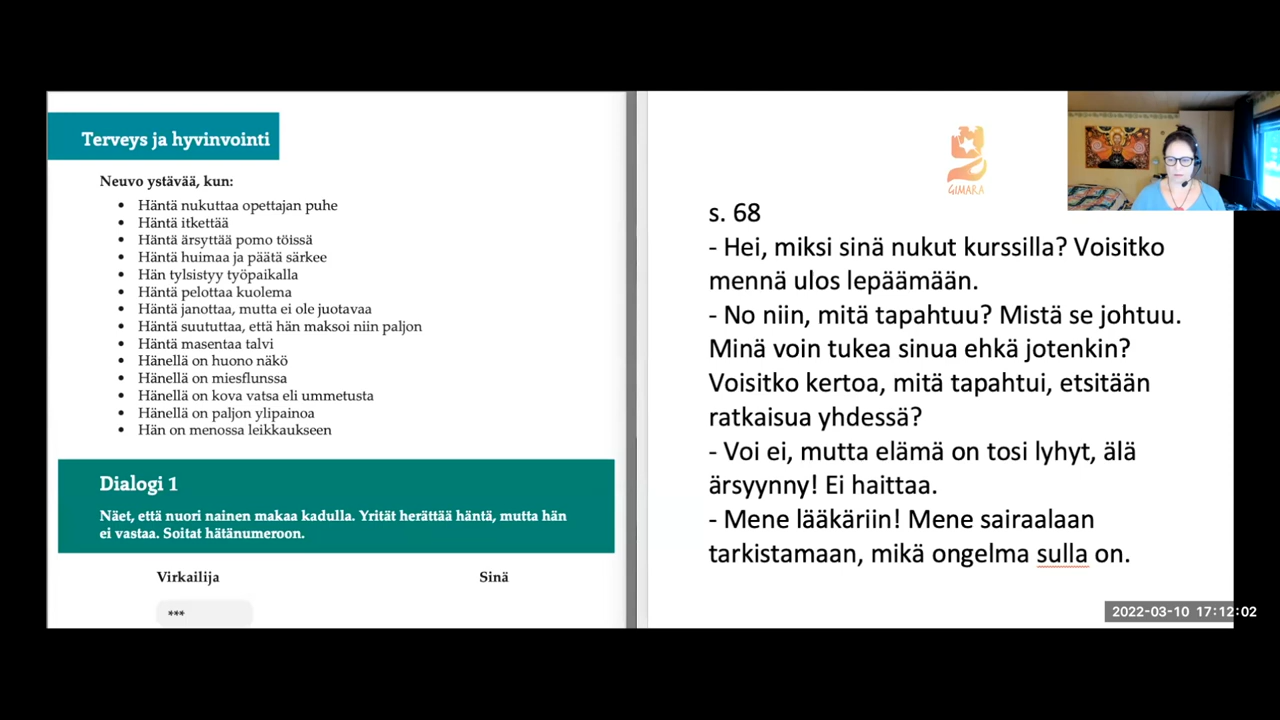 Terveys ja hyvinvointi
Neuvo ystävää, kun:
• Häntä nukuttaa opettajan puhe
• Häntä itkettää
• Häntä ärsyttää pomo töissä
• Häntä huimaa ja päätä särkee
• Hän tylsistyy työpaikalla
• Häntä pelottaa kuolema
• Häntä janottaa, mutta ei ole juotavaa
• Häntä suututtaa, että hän maksoi niin paljon
• Häntä masentaa talvi
• Hänellä on huono näkö
• Hänellä on miesflunssa
• Hänellä on kova vatsa eli ummetusta
• Hänellä on paljon ylipainoa
• Hän on menossa leikkaukseen
Dialogi 1
Näet, että nuori nainen makaa kadulla. Yrität herättää häntä, mutta hän
ei vastaa. Soitat hätänumeroon.
Virkailija Sinä
***
GIMARA
s. 68
- Hei, miksi sinä nukut kurssilla? Voisitko
mennä ulos lepäämään.
- No niin, mitä tapahtuu? Mistä se johtuu.
Minä voin tukea sinua ehkä jotenkin?
Voisitko kertoa, mitä tapahtui, etsitään
ratkaisua yhdessä?
- Voi ei, mutta elämä on tosi lyhyt, älä
ärsyynny! Ei haittaa.
- Mene lääkäriin! Mene sairaalaan
tarkistamaan, mikä ongelma sulla on.
2022-03-10 17:12:02